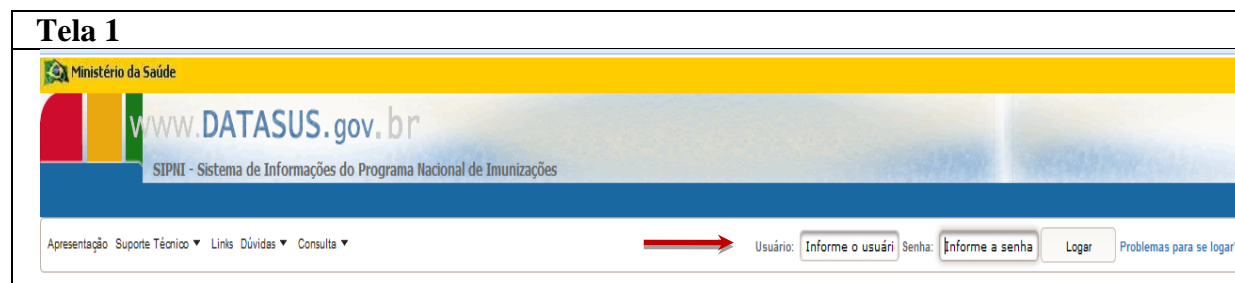 Tela 1
Ministério da Saúde
www.DATASUS.gov.br
SIPNI - Sistema de Informações do Programa Nacional de Imunizações
Apresentação Suporte Técnico ▼ Links Dúvidas ▼ Consulta ▼ Usuário: Informe o usuári Senha: Informe a senha Logar Problemas para se logar?